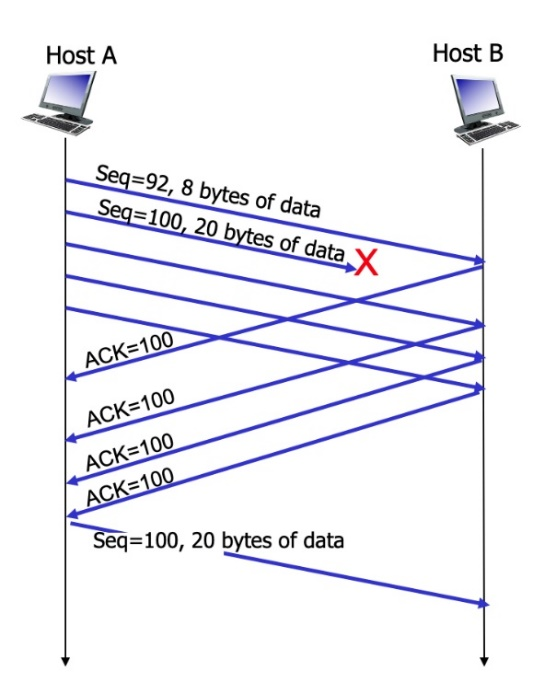 Host A
Host B
Seq=92, 8 bytes of data
Seq=100, 20 bytes of data
X
ACK=100
ACK=100
ACK=100
ACK=100
Seq=100, 20 bytes of data